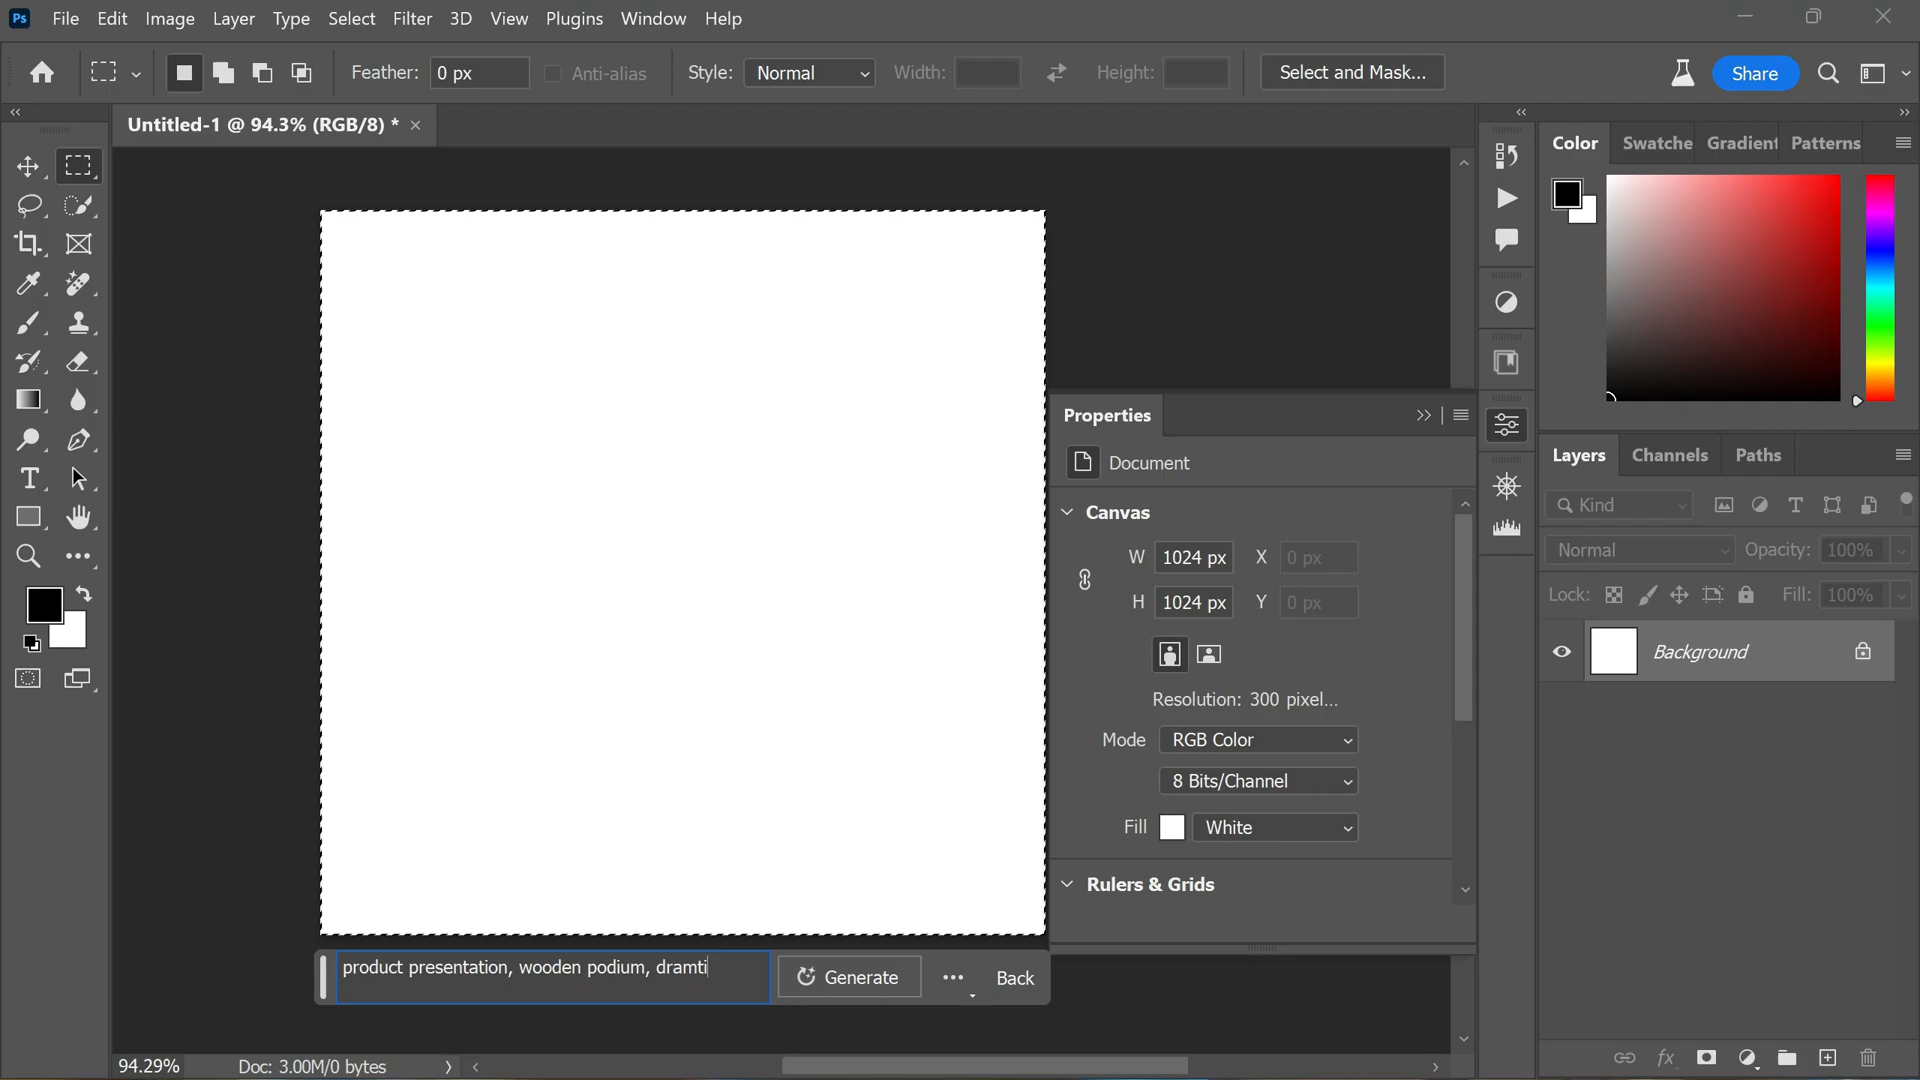 Ps File Edit Image Layer Type Select Filter 3D View Plugins Window Help
Feather: 0 px Anti-alias Style: Normal Width: Height: Select and Mask... Share
Untitled-1 @ 94.3% (RGB/8) *
Color Swatche Gradient Patterns
Properties
Document
Canvas
W 1024 px X 0 px
H 1024 px Y 0 px
Resolution: 300 pixel...
Mode RGB Color
8 Bits/Channel
Fill White
Rulers & Grids
Layers Channels Paths
Kind
Normal Opacity: 100%
Lock: Fill: 100%
Background
product presentation, wooden podium, dramti
Generate ... Back
94.29% Doc: 3.00M/0 bytes
fx